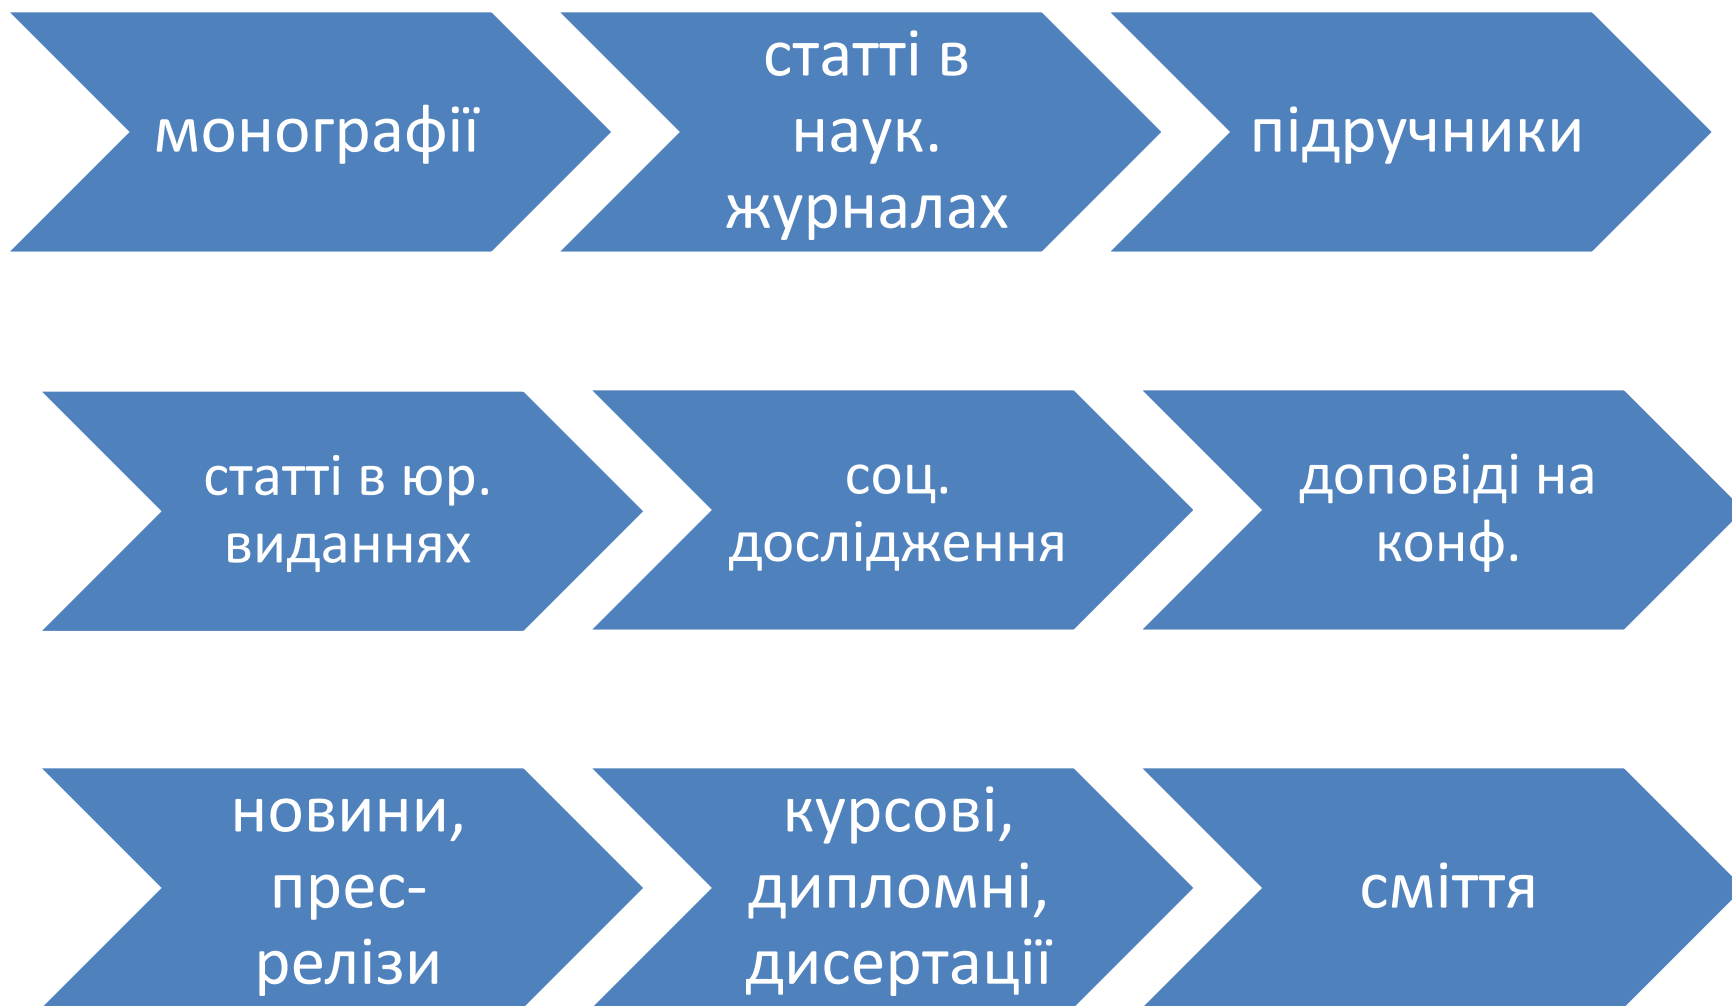 монографії
статті в
наук.
журналах
підручники
статті в юр.
виданнях
соц.
дослідження
доповіді на
конф.
новини,
прес-
релізи
курсові,
дипломні,
дисертації
сміття